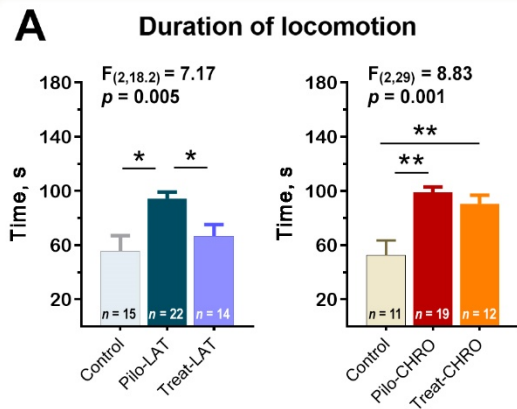 A
Duration of locomotion
F(2,18.2) = 7.17
p = 0.005
Time, s
180
140
100
60
20
*
*
n = 15
n = 22
n = 14
Control
Pilo-LAT
Treat-LAT
F(2,29) = 8.83
p = 0.001
Time, s
180
140
100
60
20
**
**
n = 11
n = 19
n = 12
Control
Pilo-CHRO
Treat-CHRO